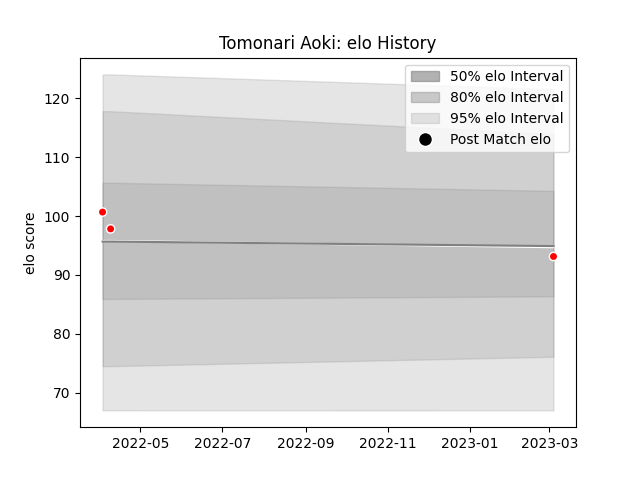 Tomonari Aoki: elo History
50% elo Interval
80% elo Interval
95% elo Interval
Post Match elo
elo score
120
110
100
90
80
70
2022-05
2022-07
2022-09
2022-11
2023-01
2023-03